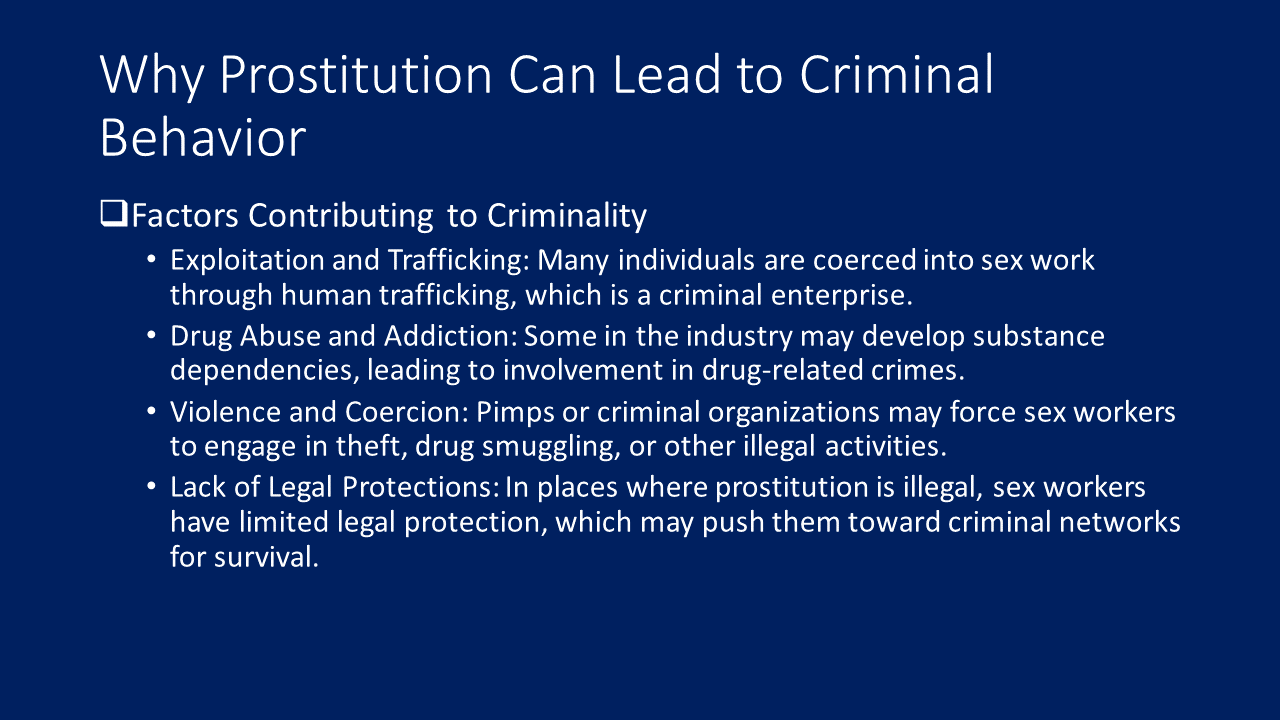 Why Prostitution Can Lead to Criminal
Behavior
❑Factors Contributing to Criminality
• Exploitation and Trafficking: Many individuals are coerced into sex work
through human trafficking, which is a criminal enterprise.
• Drug Abuse and Addiction: Some in the industry may develop substance
dependencies, leading to involvement in drug-related crimes.
• Violence and Coercion: Pimps or criminal organizations may force sex workers
to engage in theft, drug smuggling, or other illegal activities.
• Lack of Legal Protections: In places where prostitution is illegal, sex workers
have limited legal protection, which may push them toward criminal networks
for survival.